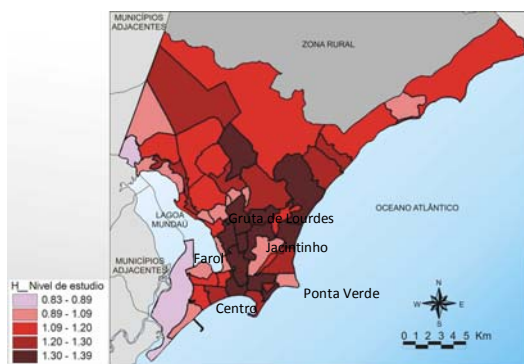 MUNICÍPIOS
ADJACENTES
ZONA RURAL
LAGOA
MUNDAÚ
OCEANO ATLÂNTICO
Gruta de Lourdes
Jacintinho
MUNICÍPIOS
ADJACENTES
Farol
Ponta Verde
Centro
H__ Nivel de estudio
0.83 - 0.89
0.89 - 1.09
1.09 - 1.20
1.20 - 1.30
1.30 - 1.39
N
W E
S
0 1 2 3 4 5 Km